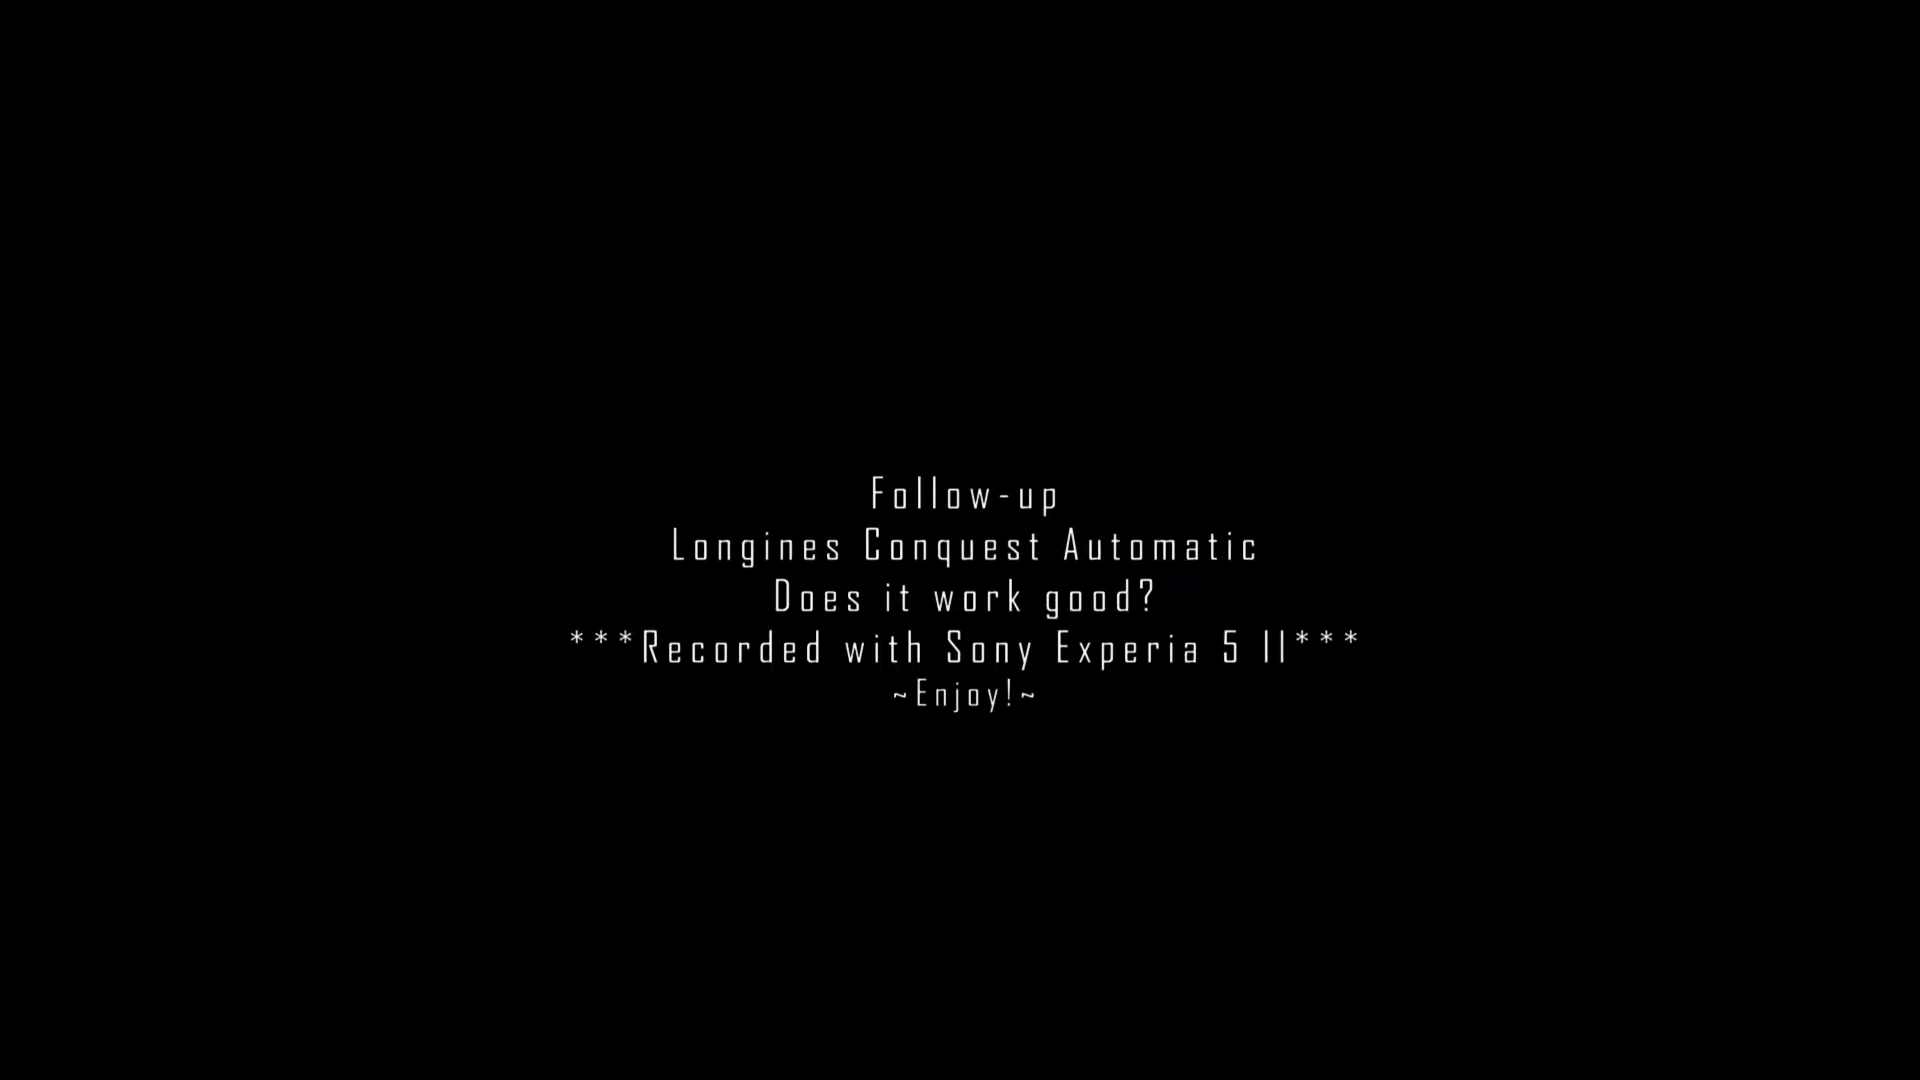 Follow-up
Longines Conquest Automatic
Does it work good?
***Recorded with Sony Experia 5 II***
~Enjoy!~